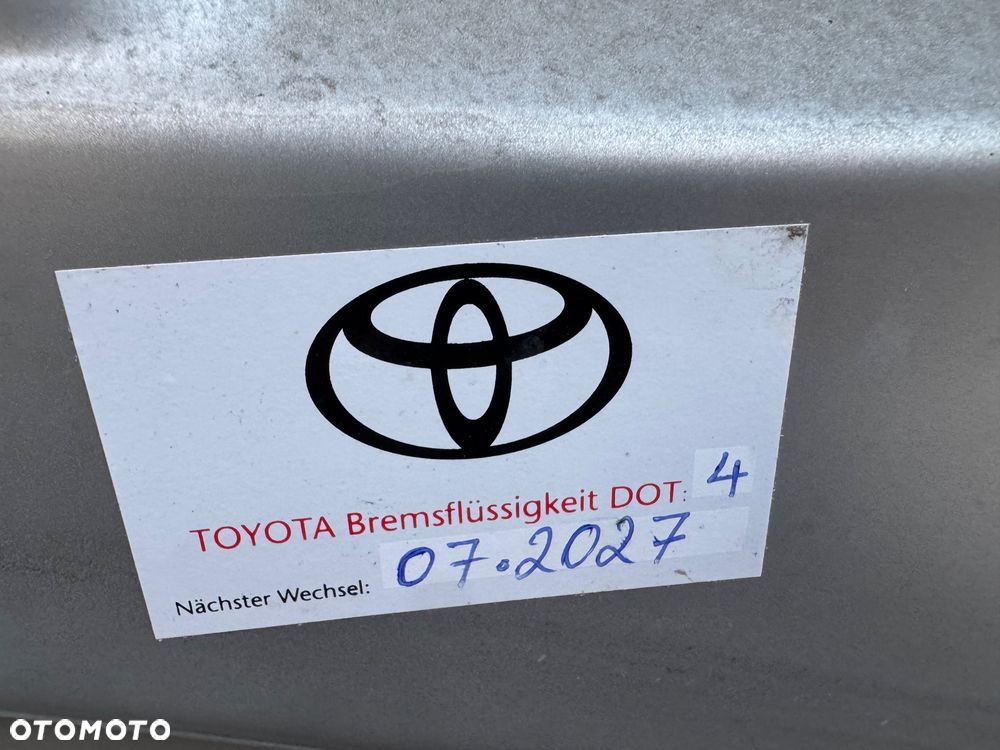 TOYOTA Bremsflüssigkeit DOT: 4
Nächster Wechsel: 07.2027
OTOMOTO